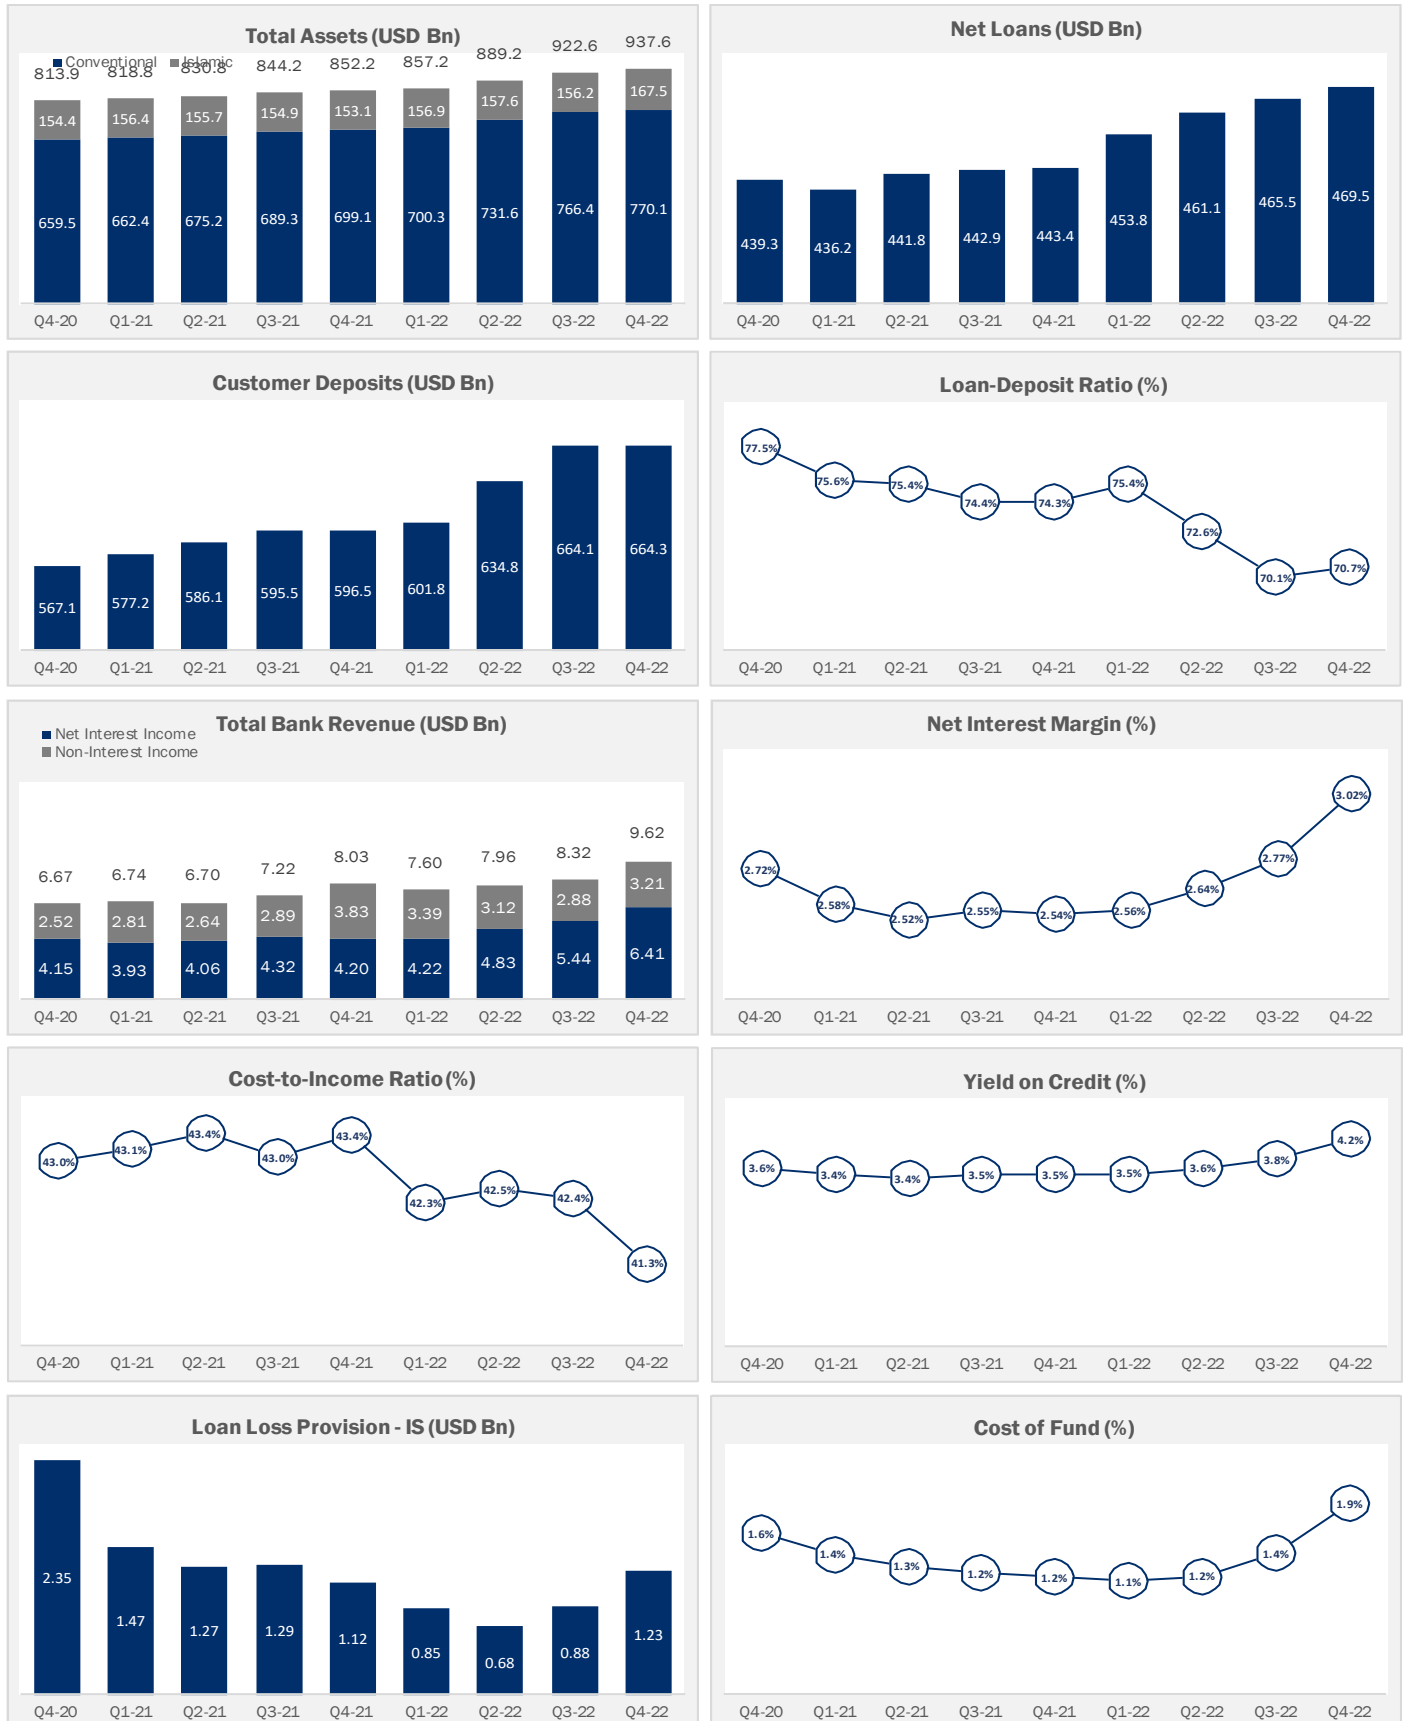 Total Assets (USD Bn)
Conventional Islamic
813.9 818.8 830.8 844.2 852.2 857.2 889.2 922.6 937.6
154.4 156.4 155.7 154.9 153.1 156.9 157.6 156.2 167.5
659.5 662.4 675.2 689.3 699.1 700.3 731.6 766.4 770.1
Q4-20 Q1-21 Q2-21 Q3-21 Q4-21 Q1-22 Q2-22 Q3-22 Q4-22
Net Loans (USD Bn)
439.3 436.2 441.8 442.9 443.4 453.8 461.1 465.5 469.5
Q4-20 Q1-21 Q2-21 Q3-21 Q4-21 Q1-22 Q2-22 Q3-22 Q4-22
Customer Deposits (USD Bn)
567.1 577.2 586.1 595.5 596.5 601.8 634.8 664.1 664.3
Q4-20 Q1-21 Q2-21 Q3-21 Q4-21 Q1-22 Q2-22 Q3-22 Q4-22
Loan-Deposit Ratio (%)
77.5% 75.6% 75.4% 74.4% 74.3% 75.4% 72.6% 70.1% 70.7%
Q4-20 Q1-21 Q2-21 Q3-21 Q4-21 Q1-22 Q2-22 Q3-22 Q4-22
Total Bank Revenue (USD Bn)
Net Interest Income
Non-Interest Income
6.67 6.74 6.70 7.22 8.03 7.60 7.96 8.32 9.62
2.52 2.81 2.64 2.89 3.83 3.39 3.12 2.88 3.21
4.15 3.93 4.06 4.32 4.20 4.22 4.83 5.44 6.41
Q4-20 Q1-21 Q2-21 Q3-21 Q4-21 Q1-22 Q2-22 Q3-22 Q4-22
Net Interest Margin (%)
2.72% 2.58% 2.52% 2.55% 2.54% 2.56% 2.64% 2.77% 3.02%
Q4-20 Q1-21 Q2-21 Q3-21 Q4-21 Q1-22 Q2-22 Q3-22 Q4-22
Cost-to-Income Ratio (%)
43.0% 43.1% 43.4% 43.0% 43.4% 42.3% 42.5% 42.4% 41.3%
Q4-20 Q1-21 Q2-21 Q3-21 Q4-21 Q1-22 Q2-22 Q3-22 Q4-22
Yield on Credit (%)
3.6% 3.4% 3.4% 3.5% 3.5% 3.5% 3.6% 3.8% 4.2%
Q4-20 Q1-21 Q2-21 Q3-21 Q4-21 Q1-22 Q2-22 Q3-22 Q4-22
Loan Loss Provision - IS (USD Bn)
2.35 1.47 1.27 1.29 1.12 0.85 0.68 0.88 1.23
Q4-20 Q1-21 Q2-21 Q3-21 Q4-21 Q1-22 Q2-22 Q3-22 Q4-22
Cost of Fund (%)
1.6% 1.4% 1.3% 1.2% 1.2% 1.1% 1.2% 1.4% 1.9%
Q4-20 Q1-21 Q2-21 Q3-21 Q4-21 Q1-22 Q2-22 Q3-22 Q4-22